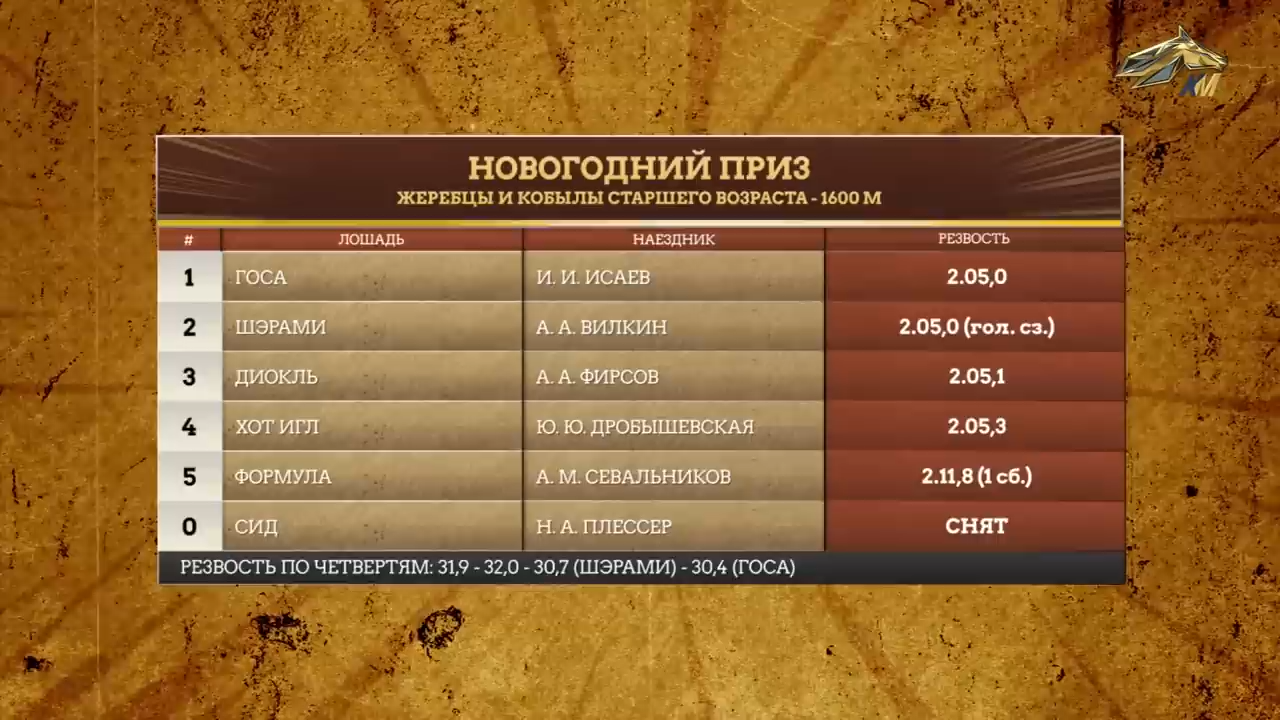 КМ
НОВОГОДНИЙ ПРИЗ
ЖЕРЕБЦЫ И КОБЫЛЫ СТАРШЕГО ВОЗРАСТА - 1600 М
# ЛОШАДЬ НАЕЗДНИК РЕЗВОСТЬ
1 ГОСА И. И. ИСАЕВ 2.05,0
2 ШЭРАМИ А. А. ВИЛКИН 2.05,0 (гол. сз.)
3 ДИОКЛЬ А. А. ФИРСОВ 2.05,1
4 ХОТ ИГЛ Ю. Ю. ДРОБЫШЕВСКАЯ 2.05,3
5 ФОРМУЛА А. М. СЕВАЛЬНИКОВ 2.11,8 (1 сб.)
0 СИД Н. А. ПЛЕССЕР СНЯТ
РЕЗВОСТЬ ПО ЧЕТВЕРТЯМ: 31,9 - 32,0 - 30,7 (ШЭРАМИ) - 30,4 (ГОСА)